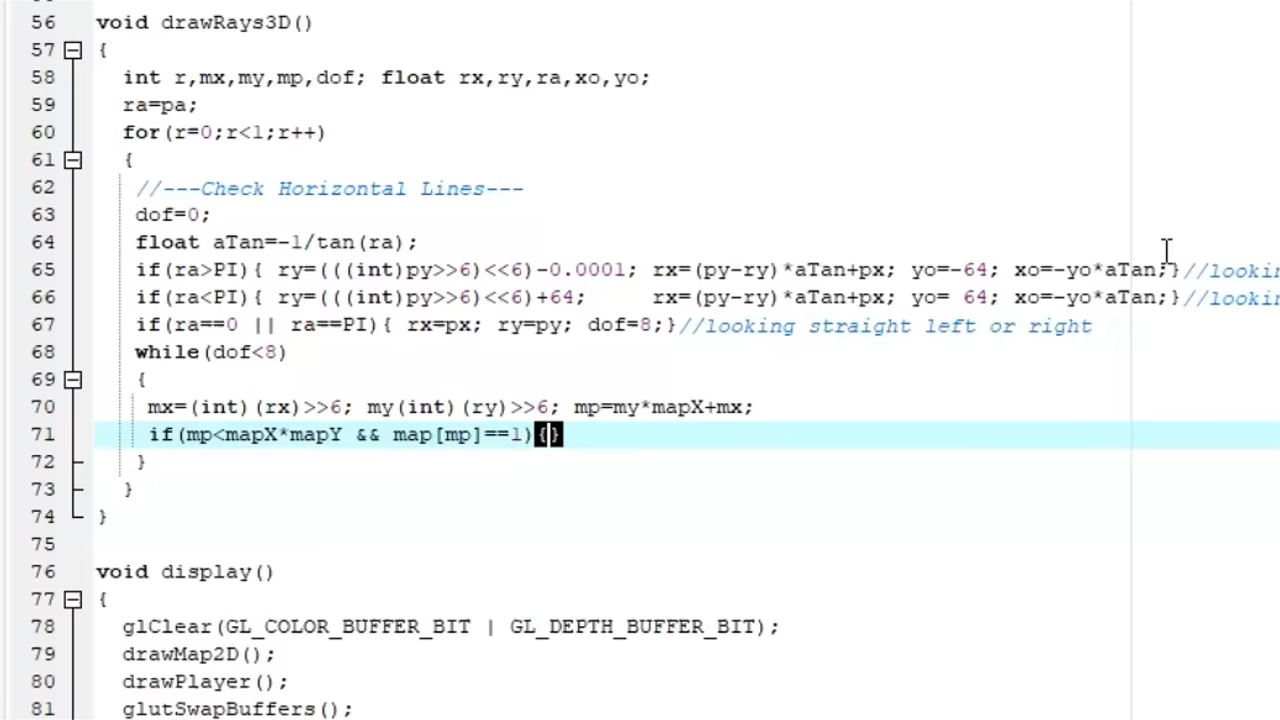 56 void drawRays3D()
57 {
58 int r,mx,my,mp,dof; float rx,ry,ra,xo,yo;
59 ra=pa;
60 for(r=0;r<1;r++)
61 {
62 //---Check Horizontal Lines---
63 dof=0;
64 float aTan=-1/tan(ra);
65 if(ra>PI){ ry=(((int)py>>6)<<6)-0.0001; rx=(py-ry)*aTan+px; yo=-64; xo=-yo*aTan;}//lookin
66 if(ra<PI){ ry=(((int)py>>6)<<6)+64; rx=(py-ry)*aTan+px; yo= 64; xo=-yo*aTan;}//lookin
67 if(ra==0 || ra==PI){ rx=px; ry=py; dof=8;}//looking straight left or right
68 while(dof<8)
69 {
70 mx=(int)(rx)>>6; my(int)(ry)>>6; mp=my*mapX+mx;
71 if(mp<mapX*mapY && map[mp]==1){}
72 }
73 }
74 }
75
76 void display()
77 {
78 glClear(GL_COLOR_BUFFER_BIT | GL_DEPTH_BUFFER_BIT);
79 drawMap2D();
80 drawPlayer();
81 glutSwapBuffers();